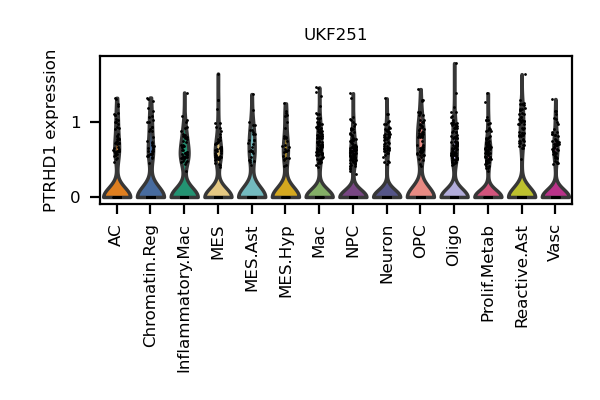 UKF251
PTRHD1 expression
1
0
AC
Chromatin.Reg
Inflammatory.Mac
MES
MES.Ast
MES.Hyp
Mac
NPC
Neuron
OPC
Oligo
Prolif.Metab
Reactive.Ast
Vasc